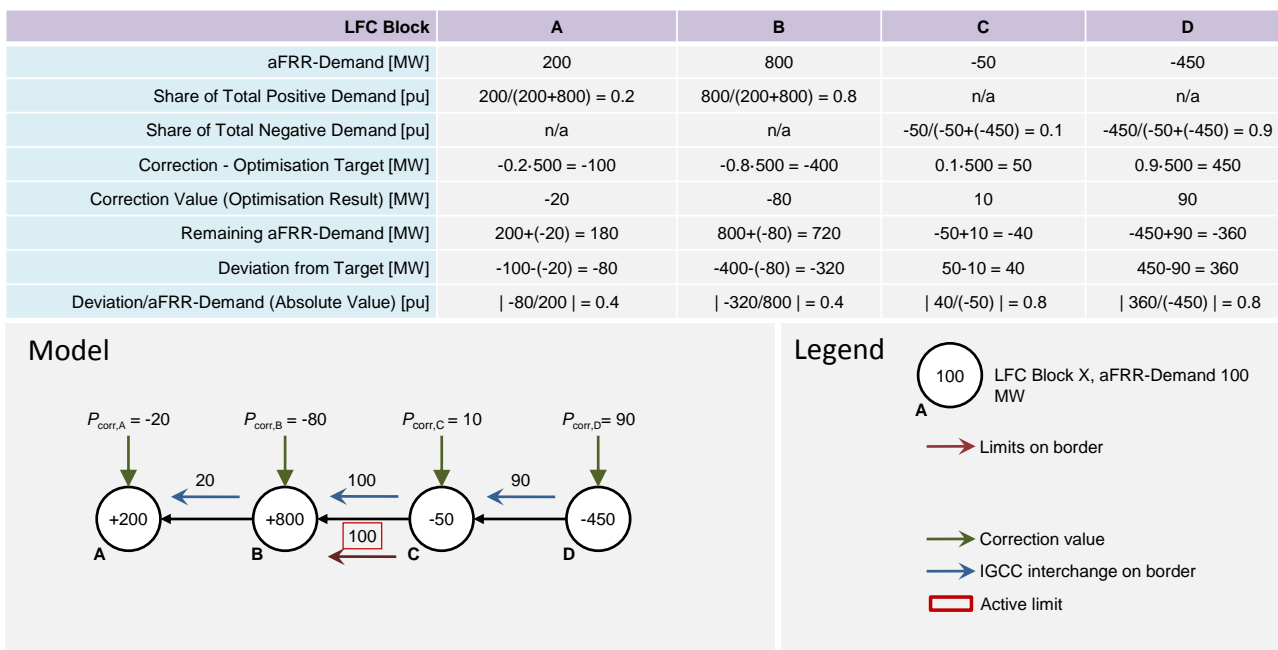 LFC Block A B C D
aFRR-Demand [MW] 200 800 -50 -450
Share of Total Positive Demand [pu] 200/(200+800) = 0.2 800/(200+800) = 0.8 n/a n/a
Share of Total Negative Demand [pu] n/a n/a -50/(-50+(-450) = 0.1 -450/(-50+(-450) = 0.9
Correction - Optimisation Target [MW] -0.2·500 = -100 -0.8·500 = -400 0.1·500 = 50 0.9·500 = 450
Correction Value (Optimisation Result) [MW] -20 -80 10 90
Remaining aFRR-Demand [MW] 200+(-20) = 180 800+(-80) = 720 -50+10 = -40 -450+90 = -360
Deviation from Target [MW] -100-(-20) = -80 -400-(-80) = -320 50-10 = 40 450-90 = 360
Deviation/aFRR-Demand (Absolute Value) [pu] | -80/200 | = 0.4 | -320/800 | = 0.4 | 40/(-50) | = 0.8 | 360/(-450) | = 0.8
Model
Pcorr,A = -20 Pcorr,B = -80 Pcorr,C = 10 Pcorr,D= 90
20 100 90
+200 +800 -50 -450
100
A B C D
Legend
100
A
LFC Block X, aFRR-Demand 100
MW
Limits on border
Correction value
IGCC interchange on border
Active limit